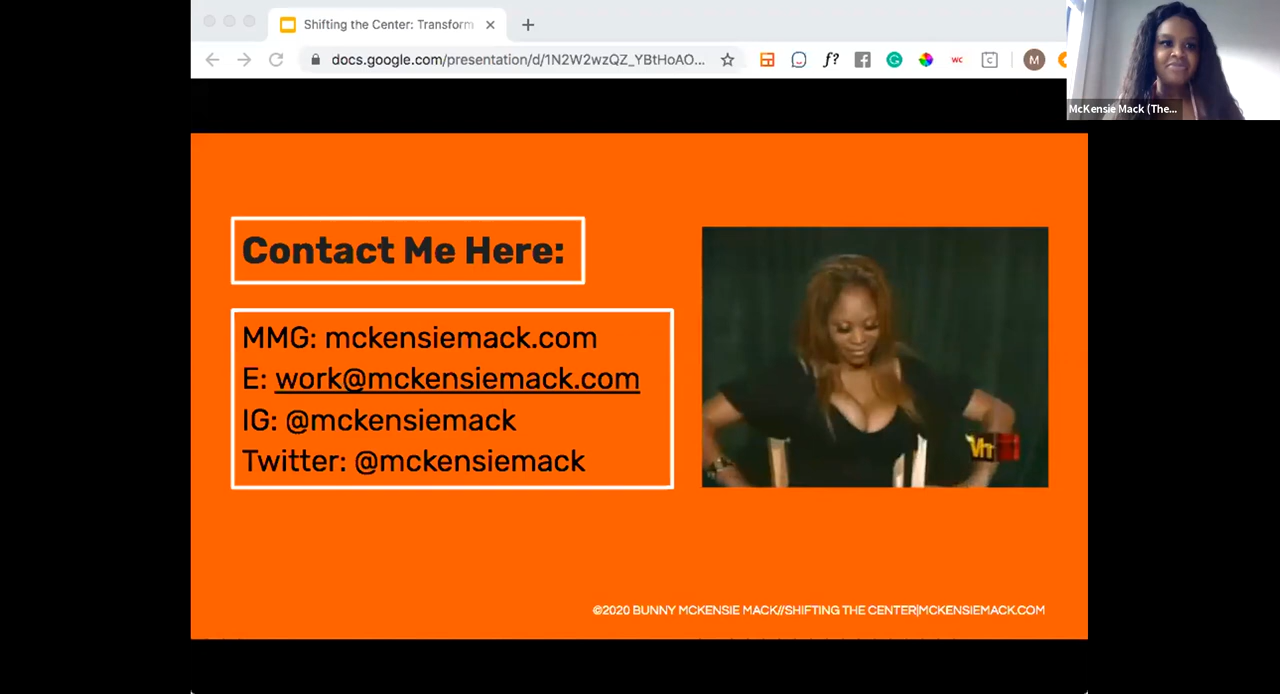 Shifting the Center: Transform
docs.google.com/presentation/d/1N2W2wzQZ_YBtHoAO...
f?
WC
C
M
McKensie Mack (The...
Contact Me Here:
MMG: mckensiemack.com
E: work@mckensiemack.com
IG: @mckensiemack
Twitter: @mckensiemack
VH1
©2020 BUNNY MCKENSIE MACK//SHIFTING THE CENTER|MCKENSIEMACK.COM